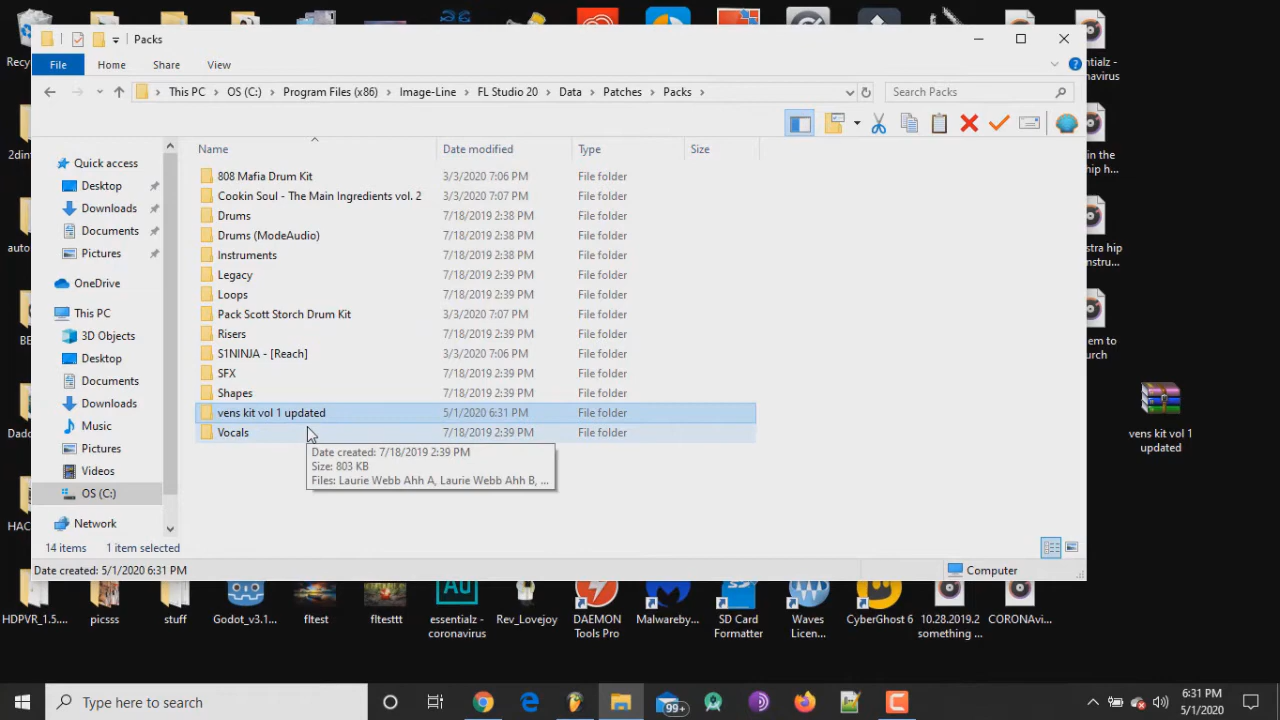 Packs
File
Home
Share
View
This PC
OS (C:)
Program Files (x86)
Image-Line
FL Studio 20
Data
Patches
Packs
Search Packs
Name
Date modified
Type
Size
Quick access
Desktop
Downloads
Documents
Pictures
OneDrive
This PC
3D Objects
Desktop
Documents
Downloads
Music
Pictures
Videos
OS (C:)
Network
808 Mafia Drum Kit 3/3/2020 7:06 PM File folder
Cookin Soul - The Main Ingredients vol. 2 3/3/2020 7:07 PM File folder
Drums 7/18/2019 2:38 PM File folder
Drums (ModeAudio) 7/18/2019 2:38 PM File folder
Instruments 7/18/2019 2:38 PM File folder
Legacy 7/18/2019 2:39 PM File folder
Loops 7/18/2019 2:39 PM File folder
Pack Scott Storch Drum Kit 3/3/2020 7:07 PM File folder
Risers 7/18/2019 2:39 PM File folder
S1NINJA - [Reach] 3/3/2020 7:06 PM File folder
SFX 7/18/2019 2:39 PM File folder
Shapes 7/18/2019 2:39 PM File folder
vens kit vol 1 updated 5/1/2020 6:31 PM File folder
Vocals 7/18/2019 2:39 PM File folder
Date created: 7/18/2019 2:39 PM
Size: 803 KB
Files: Laurie Webb Ahh A, Laurie Webb Ahh B, ...
14 items 1 item selected
Date created: 5/1/2020 6:31 PM
Computer
vens kit vol 1
updated
HDPVR_1.5....
picsss
stuff
Godot_v3.1...
fltest
fltesttt
essentialz -
coronavirus
Rev_Lovejoy
DAEMON
Tools Pro
Malwareby...
SD Card
Formatter
Waves
Licen...
CyberGhost 6
10.28.2019.2
something ...
CORONAvi...
Type here to search
99+
6:31 PM
5/1/2020